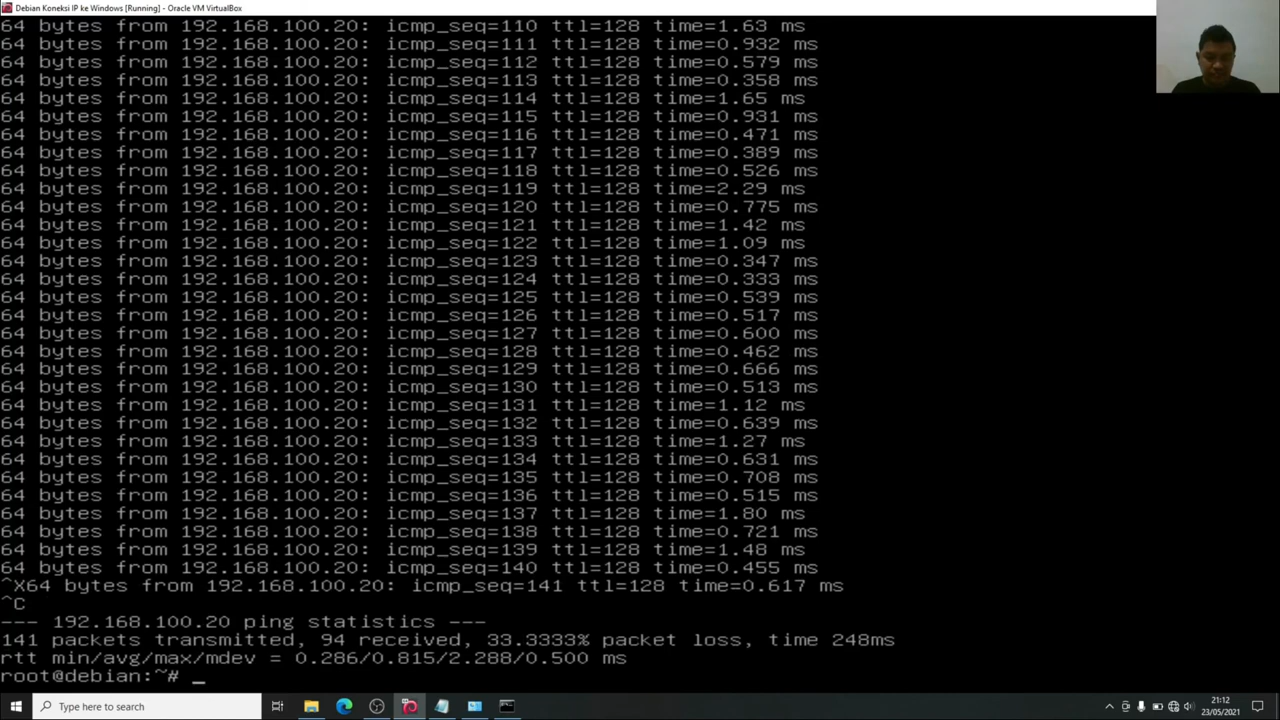 Debian Koneksi IP ke Windows [Running] - Oracle VM VirtualBox
64 bytes from 192.168.100.20: icmp_seq=110 ttl=128 time=1.63 ms
64 bytes from 192.168.100.20: icmp_seq=111 ttl=128 time=0.932 ms
64 bytes from 192.168.100.20: icmp_seq=112 ttl=128 time=0.579 ms
64 bytes from 192.168.100.20: icmp_seq=113 ttl=128 time=0.358 ms
64 bytes from 192.168.100.20: icmp_seq=114 ttl=128 time=1.65 ms
64 bytes from 192.168.100.20: icmp_seq=115 ttl=128 time=0.931 ms
64 bytes from 192.168.100.20: icmp_seq=116 ttl=128 time=0.471 ms
64 bytes from 192.168.100.20: icmp_seq=117 ttl=128 time=0.389 ms
64 bytes from 192.168.100.20: icmp_seq=118 ttl=128 time=0.526 ms
64 bytes from 192.168.100.20: icmp_seq=119 ttl=128 time=2.29 ms
64 bytes from 192.168.100.20: icmp_seq=120 ttl=128 time=0.775 ms
64 bytes from 192.168.100.20: icmp_seq=121 ttl=128 time=1.42 ms
64 bytes from 192.168.100.20: icmp_seq=122 ttl=128 time=1.09 ms
64 bytes from 192.168.100.20: icmp_seq=123 ttl=128 time=0.347 ms
64 bytes from 192.168.100.20: icmp_seq=124 ttl=128 time=0.333 ms
64 bytes from 192.168.100.20: icmp_seq=125 ttl=128 time=0.539 ms
64 bytes from 192.168.100.20: icmp_seq=126 ttl=128 time=0.517 ms
64 bytes from 192.168.100.20: icmp_seq=127 ttl=128 time=0.600 ms
64 bytes from 192.168.100.20: icmp_seq=128 ttl=128 time=0.462 ms
64 bytes from 192.168.100.20: icmp_seq=129 ttl=128 time=0.666 ms
64 bytes from 192.168.100.20: icmp_seq=130 ttl=128 time=0.513 ms
64 bytes from 192.168.100.20: icmp_seq=131 ttl=128 time=1.12 ms
64 bytes from 192.168.100.20: icmp_seq=132 ttl=128 time=0.639 ms
64 bytes from 192.168.100.20: icmp_seq=133 ttl=128 time=1.27 ms
64 bytes from 192.168.100.20: icmp_seq=134 ttl=128 time=0.631 ms
64 bytes from 192.168.100.20: icmp_seq=135 ttl=128 time=0.708 ms
64 bytes from 192.168.100.20: icmp_seq=136 ttl=128 time=0.515 ms
64 bytes from 192.168.100.20: icmp_seq=137 ttl=128 time=1.80 ms
64 bytes from 192.168.100.20: icmp_seq=138 ttl=128 time=0.721 ms
64 bytes from 192.168.100.20: icmp_seq=139 ttl=128 time=1.48 ms
64 bytes from 192.168.100.20: icmp_seq=140 ttl=128 time=0.455 ms
^X64 bytes from 192.168.100.20: icmp_seq=141 ttl=128 time=0.617 ms
^C
--- 192.168.100.20 ping statistics ---
141 packets transmitted, 94 received, 33.3333% packet loss, time 248ms
rtt min/avg/max/mdev = 0.286/0.815/2.288/0.500 ms
root@debian:~# _
Type here to search
21:12
23/05/2021